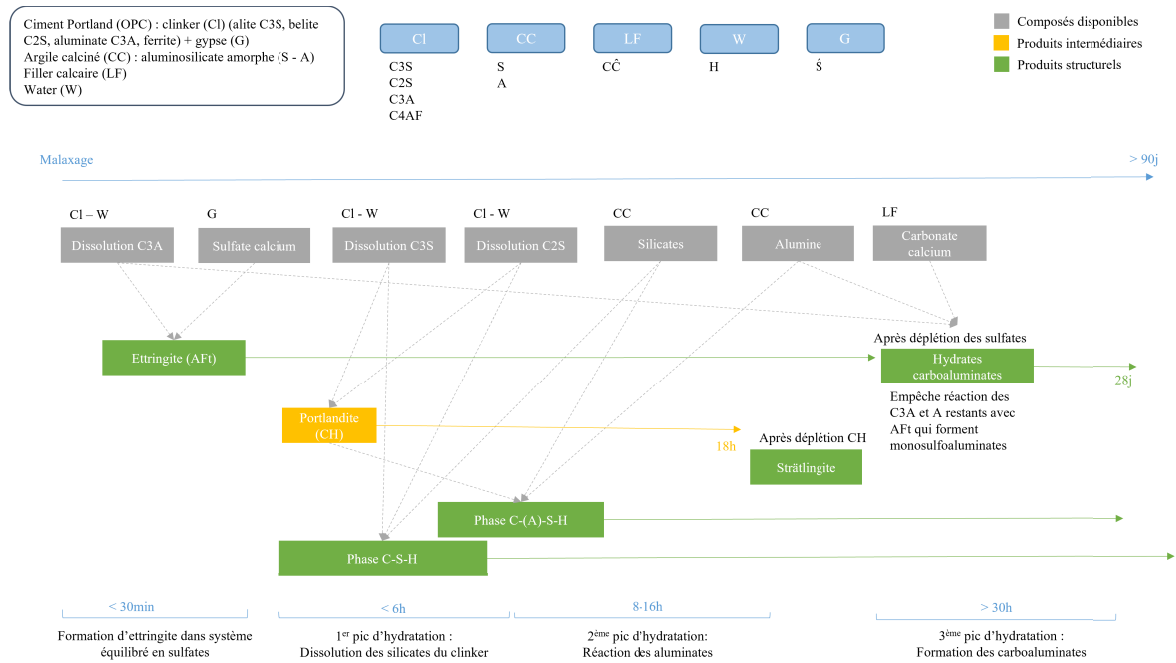 Ciment Portland (OPC) : clinker (Cl) (alite C3S, belite
C2S, aluminate C3A, ferrite) + gypse (G)
Argile calciné (CC) : aluminosilicate amorphe (S - A)
Filler calcaire (LF)
Water (W)
Cl
CC
LF
W
G
C3S
C2S
C3A
C4AF
S
A
CĈ
H
Ṡ
Composés disponibles
Produits intermédiaires
Produits structurels
Malaxage
> 90j
Cl – W
G
Cl - W
Cl - W
CC
CC
LF
Dissolution C3A
Sulfate calcium
Dissolution C3S
Dissolution C2S
Silicates
Alumine
Carbonate
calcium
Après déplétion des sulfates
Ettringite (AFt)
Hydrates
carboaluminates
28j
Empêche réaction des
C3A et A restants avec
AFt qui forment
monosulfoaluminates
Portlandite
(CH)
18h
Après déplétion CH
Strätlingite
Phase C-(A)-S-H
Phase C-S-H
< 30min
< 6h
8-16h
> 30h
Formation d'ettringite dans système
équilibré en sulfates
1er pic d'hydratation :
Dissolution des silicates du clinker
2ème pic d'hydratation:
Réaction des aluminates
3ème pic d'hydratation :
Formation des carboaluminates